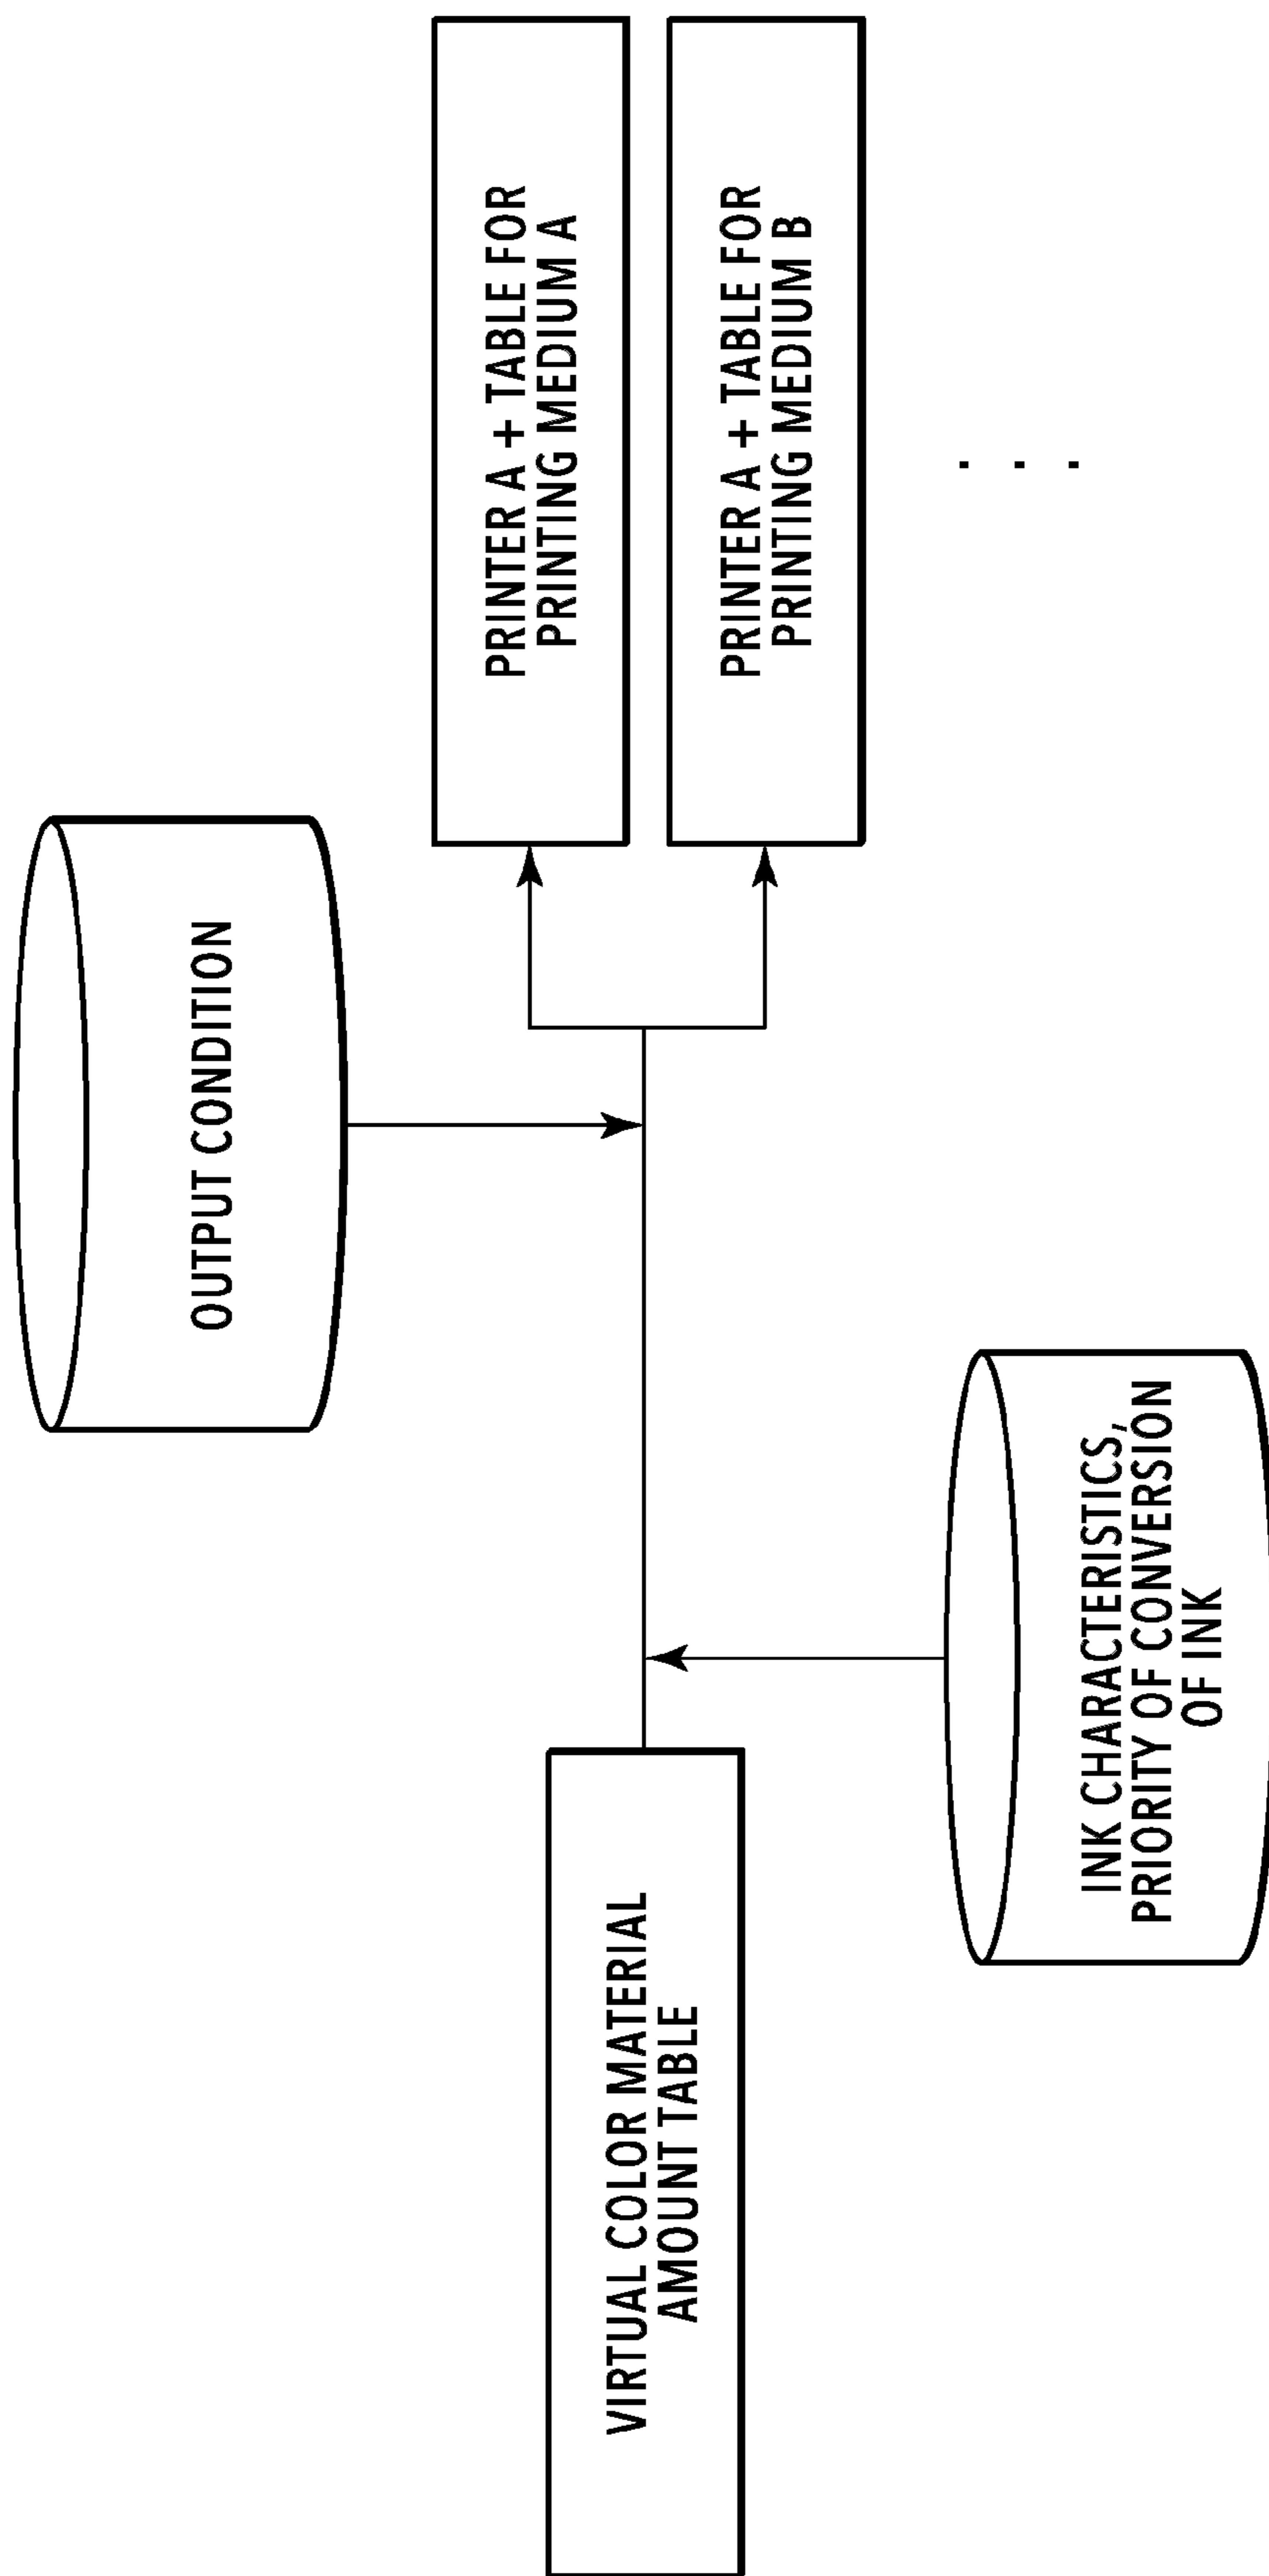 VIRTUAL COLOR MATERIAL
AMOUNT TABLE
INK CHARACTERISTICS,
PRIORITY OF CONVERSION
OF INK
OUTPUT CONDITION
PRINTER A + TABLE FOR
PRINTING MEDIUM A
PRINTER A + TABLE FOR
PRINTING MEDIUM B
. . .